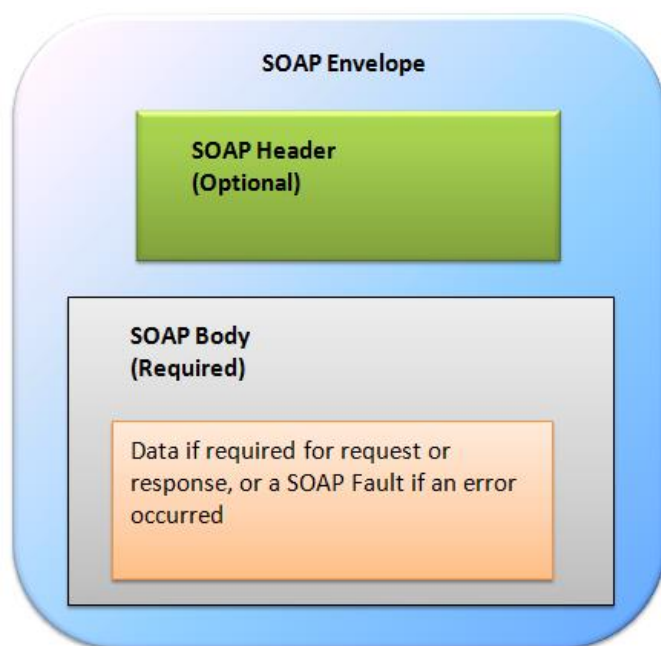 SOAP Envelope
SOAP Header
(Optional)
SOAP Body
(Required)
Data if required for request or
response, or a SOAP Fault if an error
occurred